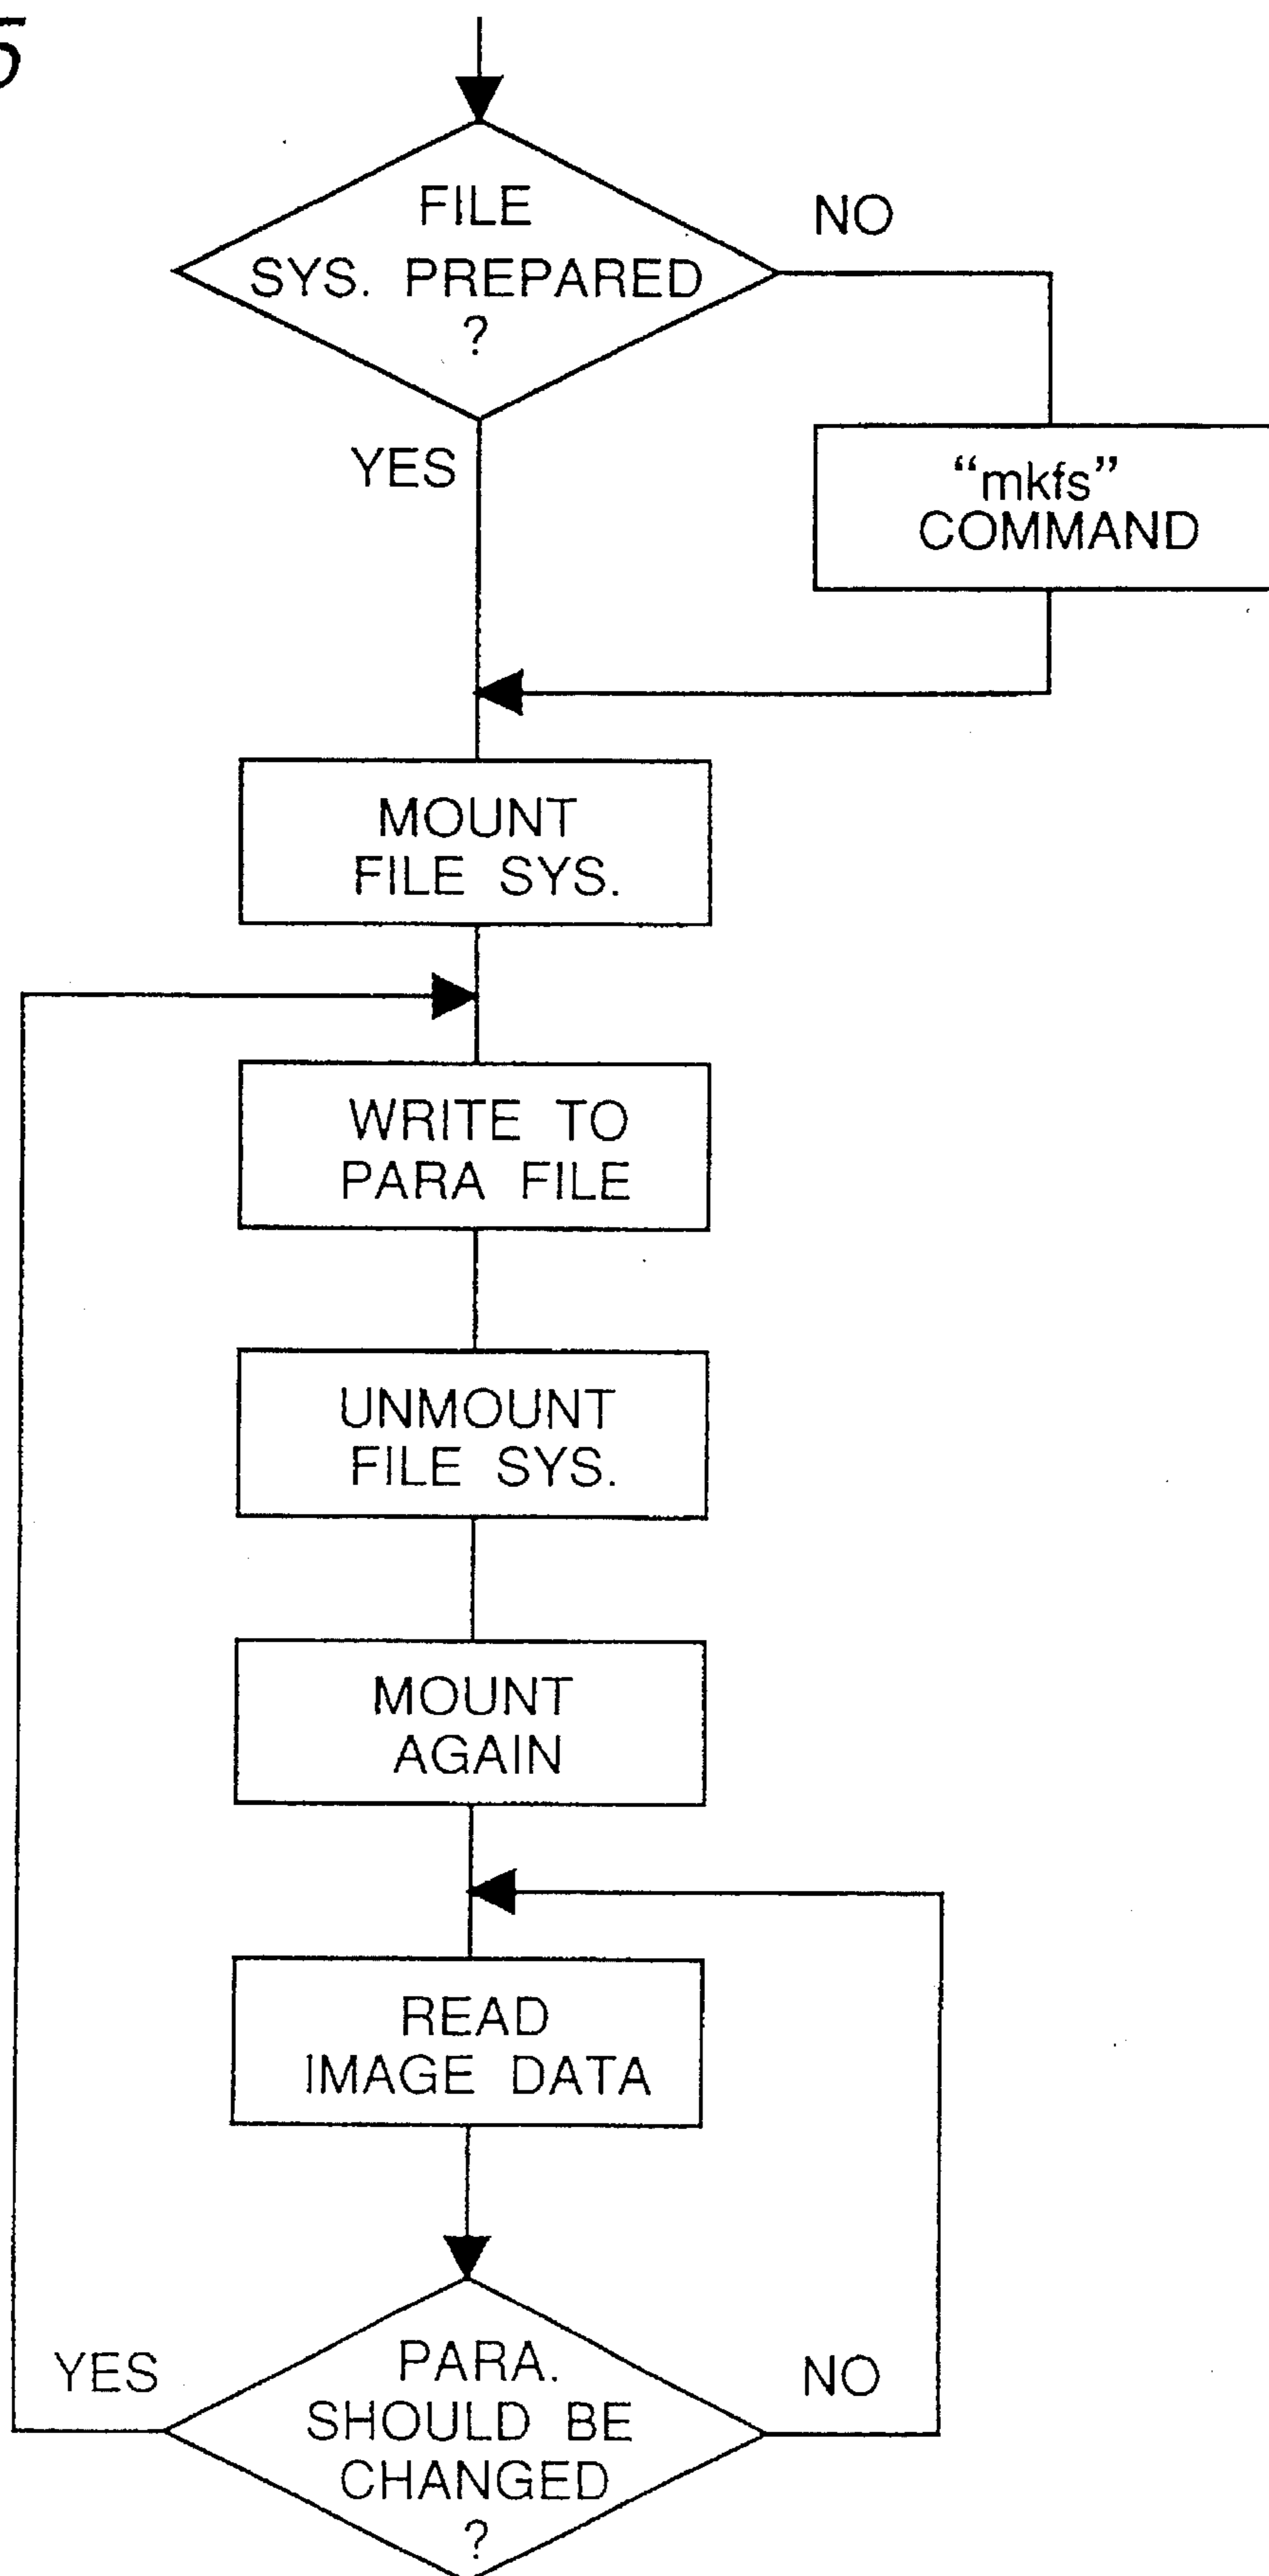 5
FILE
SYS. PREPARED
?
NO
YES
“mkfs”
COMMAND
MOUNT
FILE SYS.
WRITE TO
PARA FILE
UNMOUNT
FILE SYS.
MOUNT
AGAIN
READ
IMAGE DATA
YES
PARA.
SHOULD BE
CHANGED
?
NO